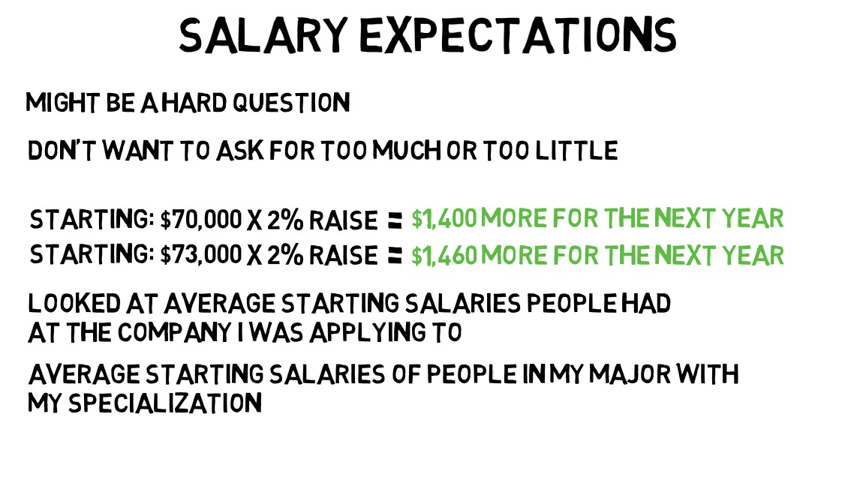 SALARY EXPECTATIONS
MIGHT BE A HARD QUESTION
DON'T WANT TO ASK FOR TOO MUCH OR TOO LITTLE
STARTING: $70,000 X 2% RAISE = $1,400 MORE FOR THE NEXT YEAR
STARTING: $73,000 X 2% RAISE = $1,460 MORE FOR THE NEXT YEAR
LOOKED AT AVERAGE STARTING SALARIES PEOPLE HAD
AT THE COMPANY I WAS APPLYING TO
AVERAGE STARTING SALARIES OF PEOPLE IN MY MAJOR WITH
MY SPECIALIZATION